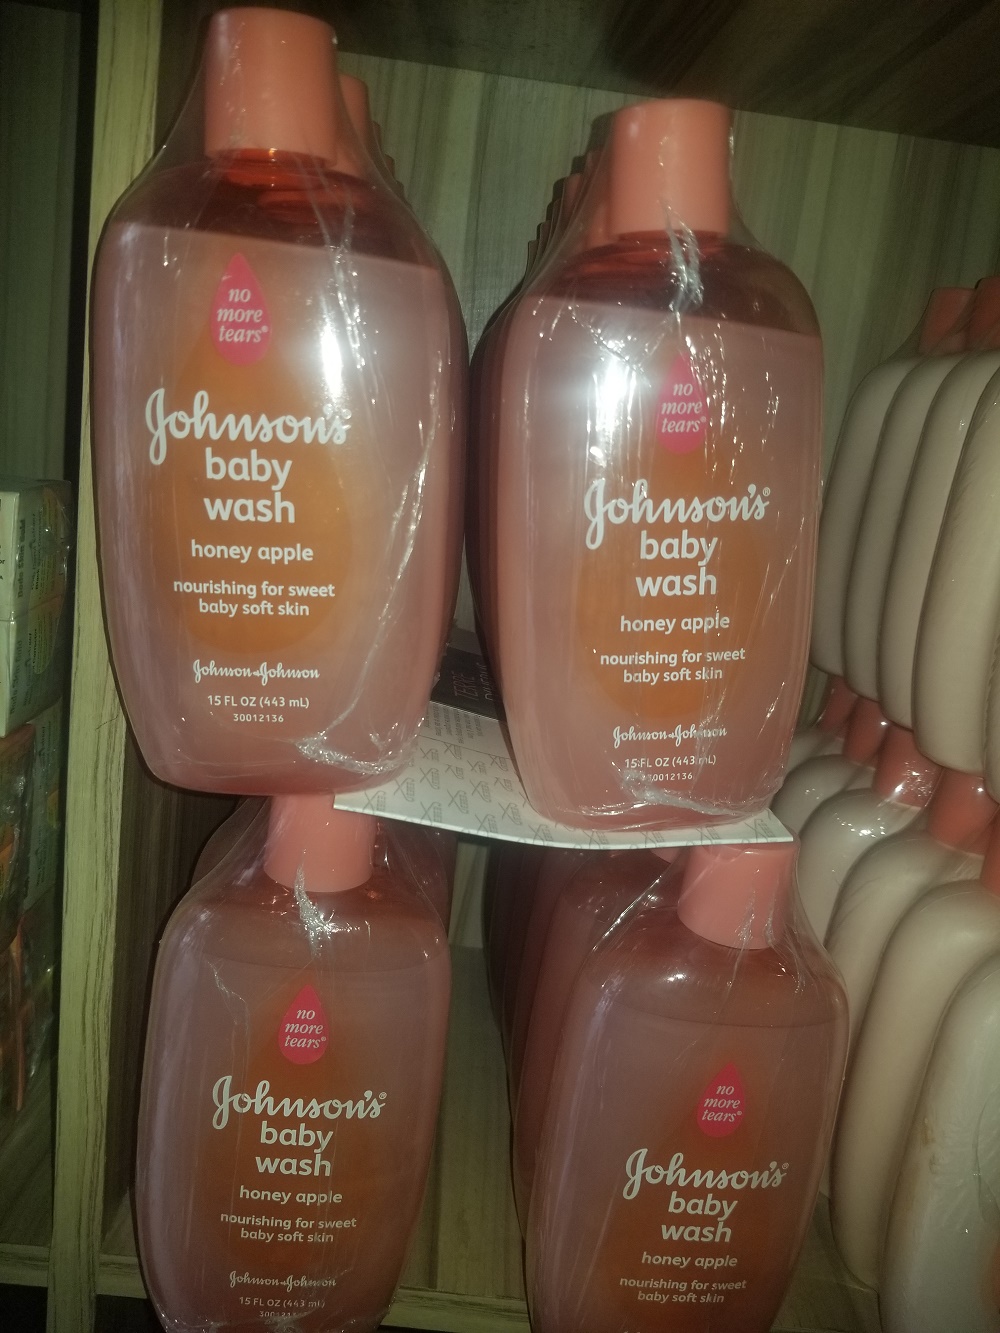 no
more
tears®
Johnson's®
baby
wash
honey apple
nourishing for sweet
baby soft skin
Johnson & Johnson
15 FL OZ (443 mL)
30012136
no
more
tears®
Johnson's®
baby
wash
honey apple
nourishing for sweet
baby soft skin
Johnson & Johnson
15 FL OZ (443 mL)
30012136
no
more
tears®
Johnson's®
baby
wash
honey apple
nourishing for sweet
baby soft skin
Johnson & Johnson
15 FL OZ (443 mL)
no
more
tears®
Johnson's®
baby
wash
honey apple
nourishing for sweet
baby soft skin